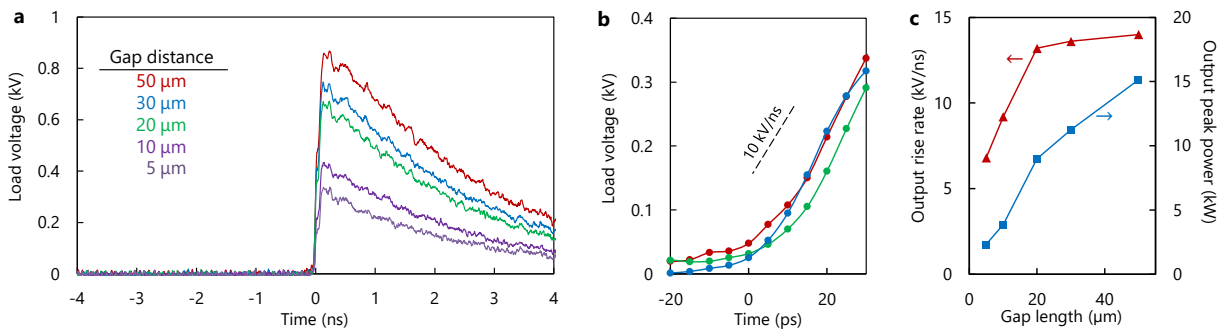 a
Load voltage (kV)
1
0.8
0.6
0.4
0.2
0
Gap distance
50 µm
30 µm
20 µm
10 µm
5 µm
-4
-3
-2
-1
0
1
2
3
4
Time (ns)
b
Load voltage (kV)
0.4
0.3
0.2
0.1
0
10 kV/ns
-20
0
20
Time (ps)
c
Output rise rate (kV/ns)
15
10
5
0
20
15
10
5
0
Output peak
power (kW)
0
20
40
Gap length (µm)